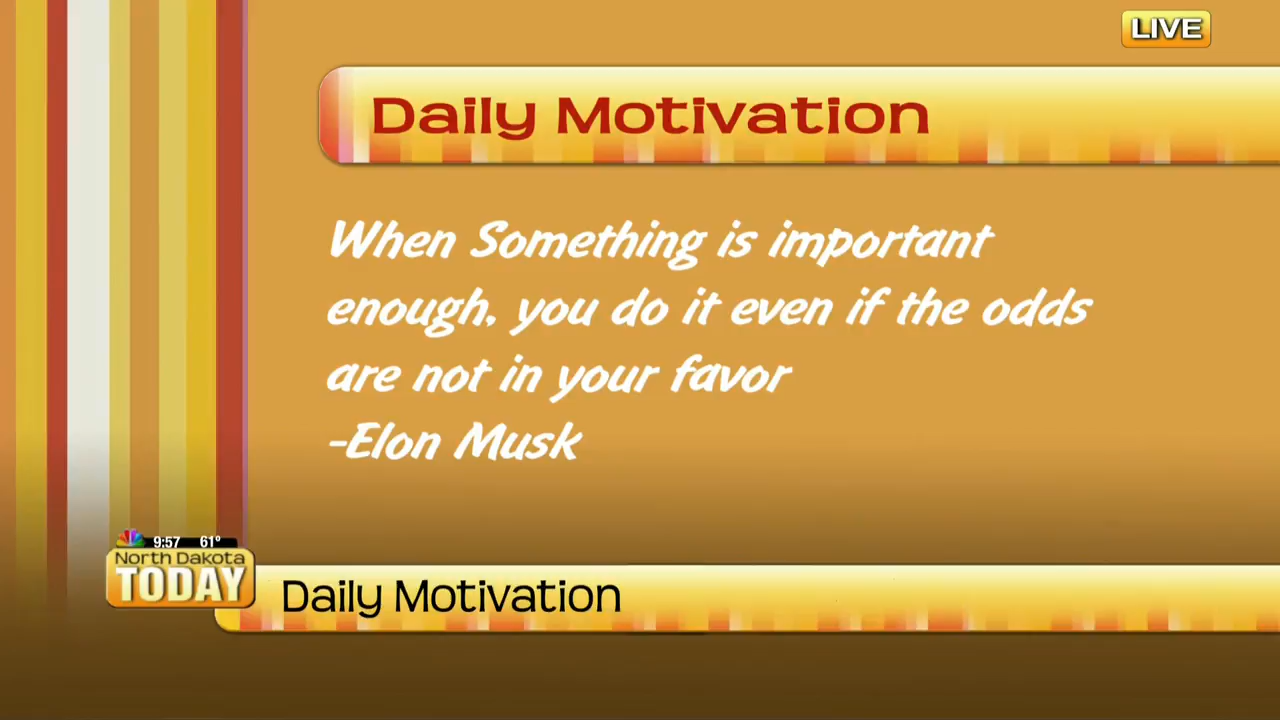 LIVE
Daily Motivation
When Something is important
enough, you do it even if the odds
are not in your favor
-Elon Musk
9:57 61°
North Dakota
TODAY
Daily Motivation